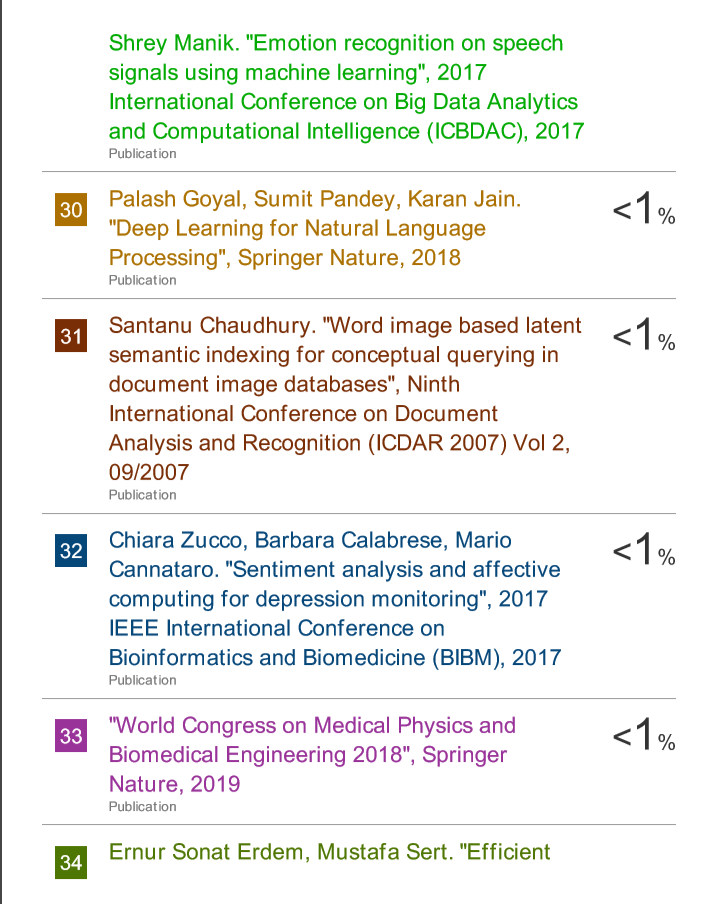 Shrey Manik. "Emotion recognition on speech
signals using machine learning", 2017
International Conference on Big Data Analytics
and Computational Intelligence (ICBDAC), 2017
Publication
30
Palash Goyal, Sumit Pandey, Karan Jain.
"Deep Learning for Natural Language
Processing", Springer Nature, 2018
Publication
<1%
31
Santanu Chaudhury. "Word image based latent
semantic indexing for conceptual querying in
document image databases", Ninth
International Conference on Document
Analysis and Recognition (ICDAR 2007) Vol 2,
09/2007
Publication
<1%
32
Chiara Zucco, Barbara Calabrese, Mario
Cannataro. "Sentiment analysis and affective
computing for depression monitoring", 2017
IEEE International Conference on
Bioinformatics and Biomedicine (BIBM), 2017
Publication
<1%
33
"World Congress on Medical Physics and
Biomedical Engineering 2018", Springer
Nature, 2019
Publication
<1%
34
Ernur Sonat Erdem, Mustafa Sert. "Efficient